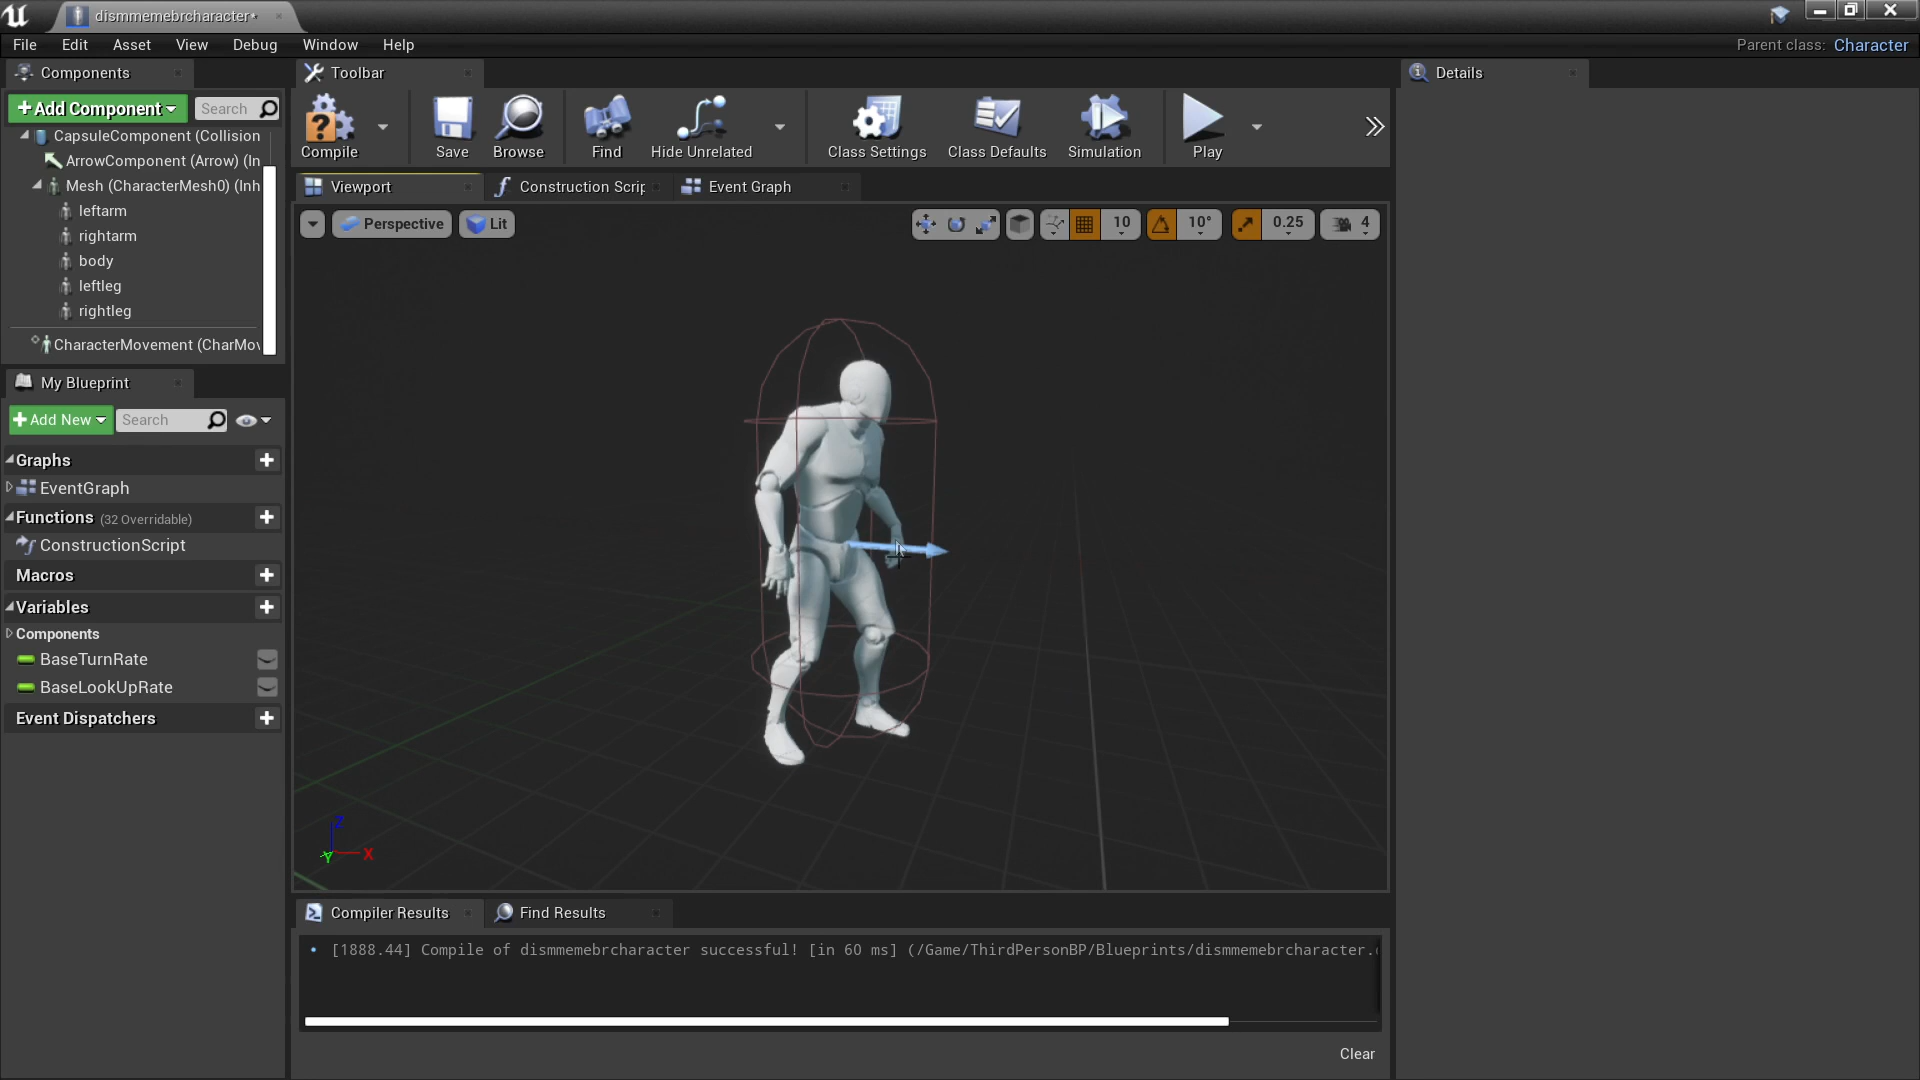 dismmemebrcharacter*
File Edit Asset View Debug Window Help
Parent class: Character
Components
Add Component
Search
CapsuleComponent (Collision
ArrowComponent (Arrow) (In
Mesh (CharacterMesh0) (Inh
leftarm
rightarm
body
leftleg
rightleg
CharacterMovement (CharMov
My Blueprint
Add New
Search
Graphs
EventGraph
Functions (32 Overridable)
ConstructionScript
Macros
Variables
Components
BaseTurnRate
BaseLookUpRate
Event Dispatchers
Toolbar
Compile
Save
Browse
Find
Hide Unrelated
Class Settings
Class Defaults
Simulation
Play
Viewport
Construction Scrip
Event Graph
Perspective
Lit
10
10°
0.25
4
Z
Y
X
Compiler Results
Find Results
[1888.44] Compile of dismmemebrcharacter successful! [in 60 ms] (/Game/ThirdPersonBP/Blueprints/dismmemebrcharacter.
Clear
Details